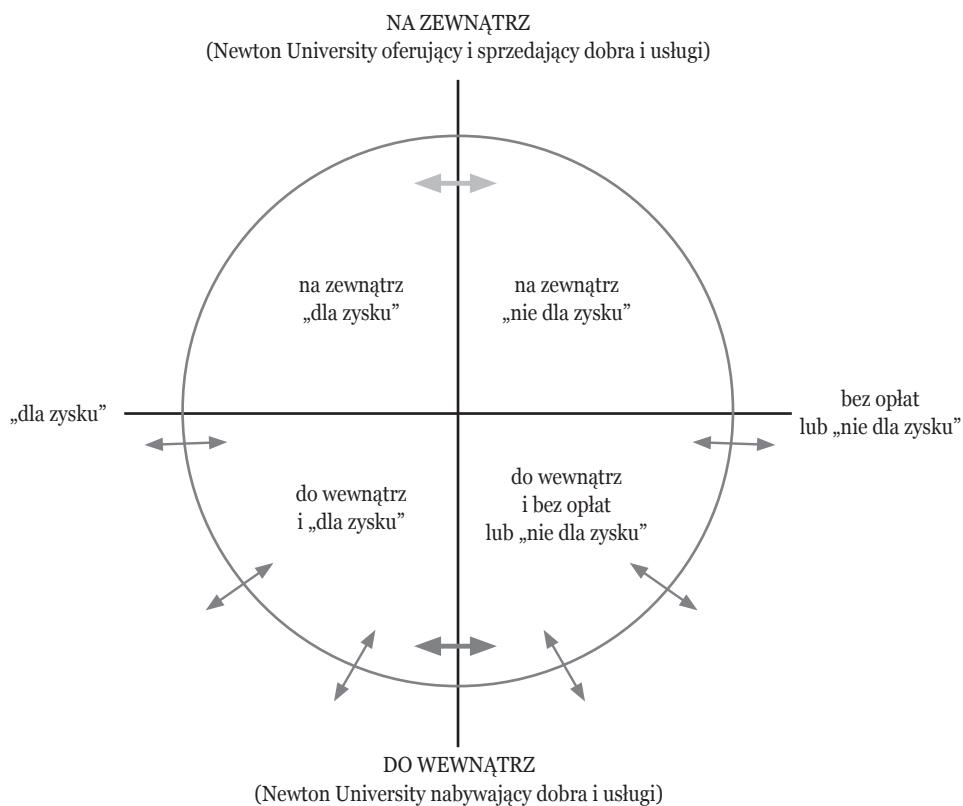 NA ZEWNĄTRZ
(Newton University oferujący i sprzedający dobra i usługi)
na zewnątrz
„dla zysku”
na zewnątrz
„nie dla zysku”
„dla zysku”
bez opłat
lub „nie dla zysku”
do wewnątrz
i „dla zysku”
do wewnątrz
i bez opłat
lub „nie dla zysku”
DO WEWNĄTRZ
(Newton University nabywający dobra i usługi)